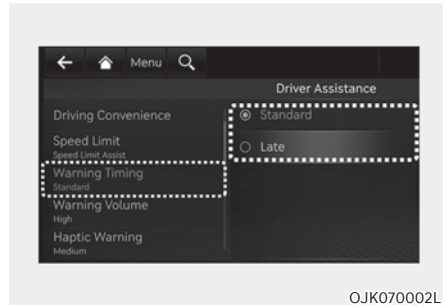 Menu
Driver Assistance
Driving Convenience
Speed Limit
Speed Limit Assist
Warning Timing
Standard
Warning Volume
High
Haptic Warning
Medium
Standard
Late
OJK070002L